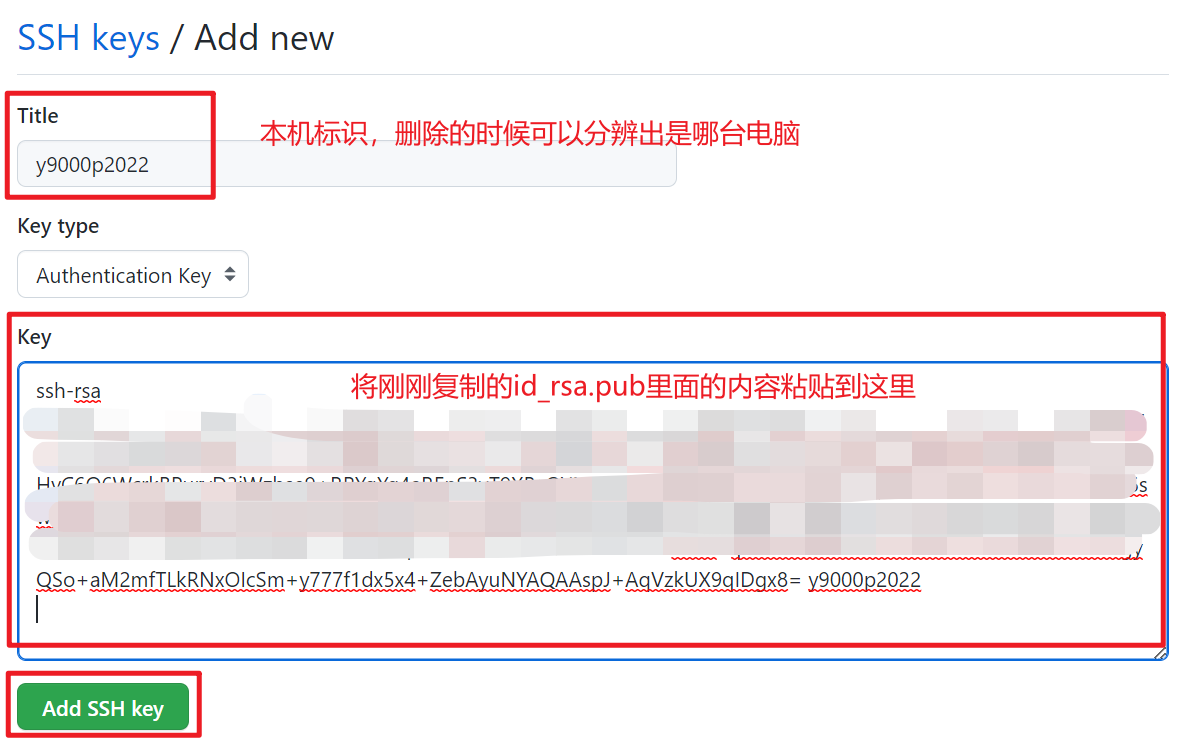 SSH keys / Add new
Title
本机标识，删除的时候可以分辨出是哪台电脑
y9000p2022
Key type
Authentication Key
Key
ssh-rsa
将刚刚复制的id_rsa.pub里面的内容粘贴到这里
QSo+aM2mfTLkRNxOIcSm+y777f1dx5x4+ZebAyuNYAQAAspJ+AqVzkUX9qIDgx8= y9000p2022
Add SSH key